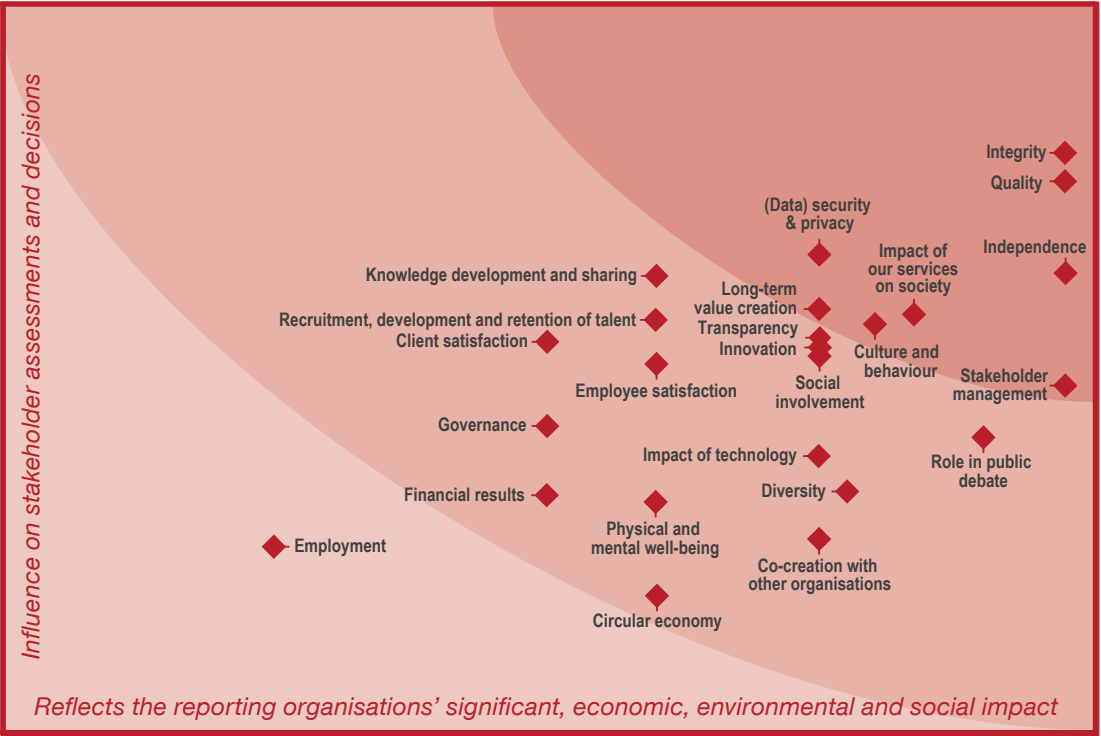 Influence on stakeholder assessments and decisions
Integrity
Quality
(Data) security
& privacy
Independence
Impact of
our services
on society
Knowledge development and sharing
Long-term
value creation
Recruitment, development and retention of talent
Transparency
Client satisfaction
Innovation
Culture and
behaviour
Employee satisfaction
Social
involvement
Stakeholder
management
Governance
Impact of technology
Role in public
debate
Financial results
Diversity
Physical and
mental well-being
Employment
Co-creation with
other organisations
Circular economy
Reflects the reporting organisations’ significant, economic, environmental and social impact